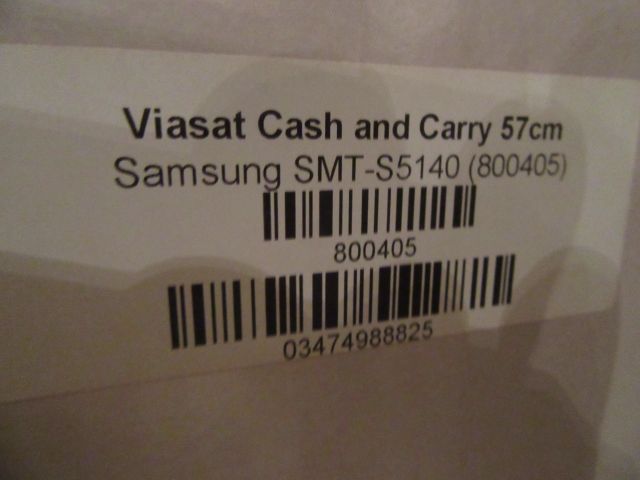 Viasat Cash and Carry 57cm
Samsung SMT-S5140 (800405)
800405
03474988825